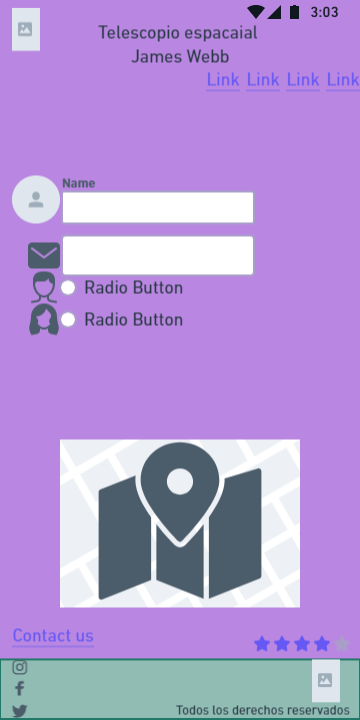 3:03
Telescopio espacaial
James Webb
Link Link Link Link
Name
Radio Button
Radio Button
Contact us
Todos los derechos reservados